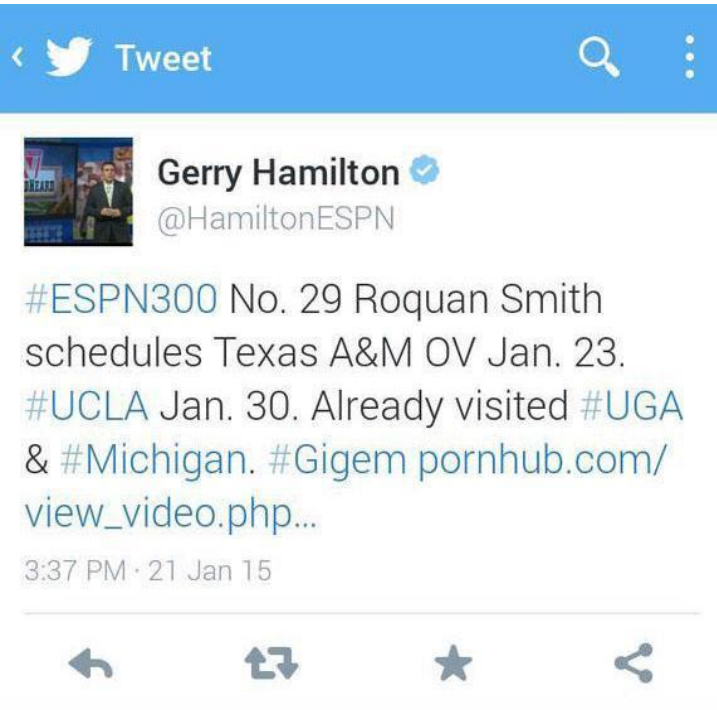 Tweet
Gerry Hamilton
@HamiltonESPN
#ESPN300 No. 29 Roquan Smith
schedules Texas A&M OV Jan. 23.
#UCLA Jan. 30. Already visited #UGA
& #Michigan. #Gigem pornhub.com/
view_video.php...
3:37 PM · 21 Jan 15